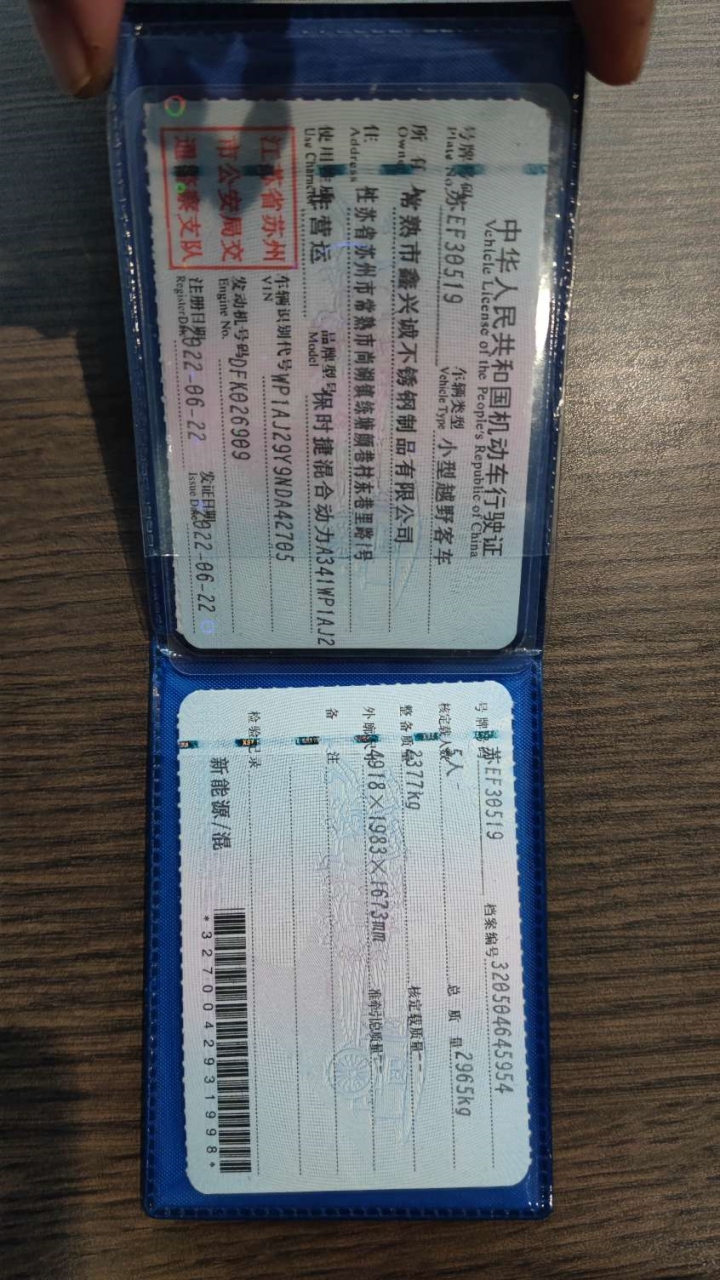 中华人民共和国机动车行驶证
Vehicle License of the People's Republic of China
号牌号码 苏EF30519 车辆类型 小型越野客车
Plate No. Vehicle Type
所有人 常熟市鑫兴诚不锈钢制品有限公司
Owner
住址 江苏省苏州市常熟市尚湖镇练塘颜巷村东巷里路1号
Address
使用性质 非营运 品牌型号 保时捷混合动力A341WP1AJ2
Use Character Model
江苏省苏州
市公安局交
通警察支队
车辆识别代号 WP1AJ29Y9NDA42705
VIN
发动机号码 DFK026909
Engine No.
注册日期 2022-06-22 发证日期 2022-06-22
Register Date Issue Date
号牌号码 苏EF30519 档案编号 320504645954
核定载人数 5人 总质量 2965kg
整备质量 2377kg 核定载质量 --
外廓尺寸 4918×1983×1673mm 准牵引总质量 --
备注
检验记录
新能源/混
*3270042931998*